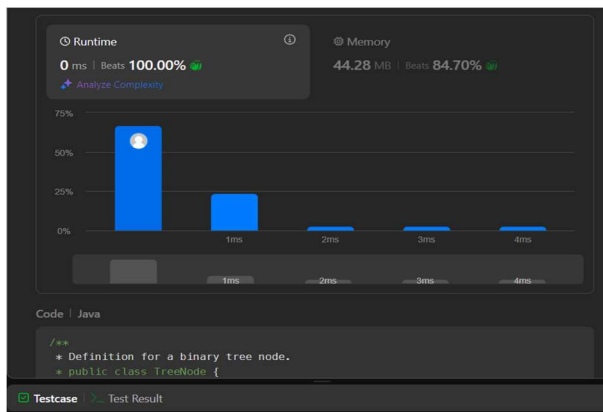 Runtime
0 ms | Beats 100.00%
Analyze Complexity
Memory
44.28 MB | Beats 84.70%
75%
50%
25%
0%
1ms
2ms
3ms
4ms
1ms
2ms
3ms
4ms
Code | Java
/**
* Definition for a binary tree node.
* public class TreeNode {
Testcase
Test Result